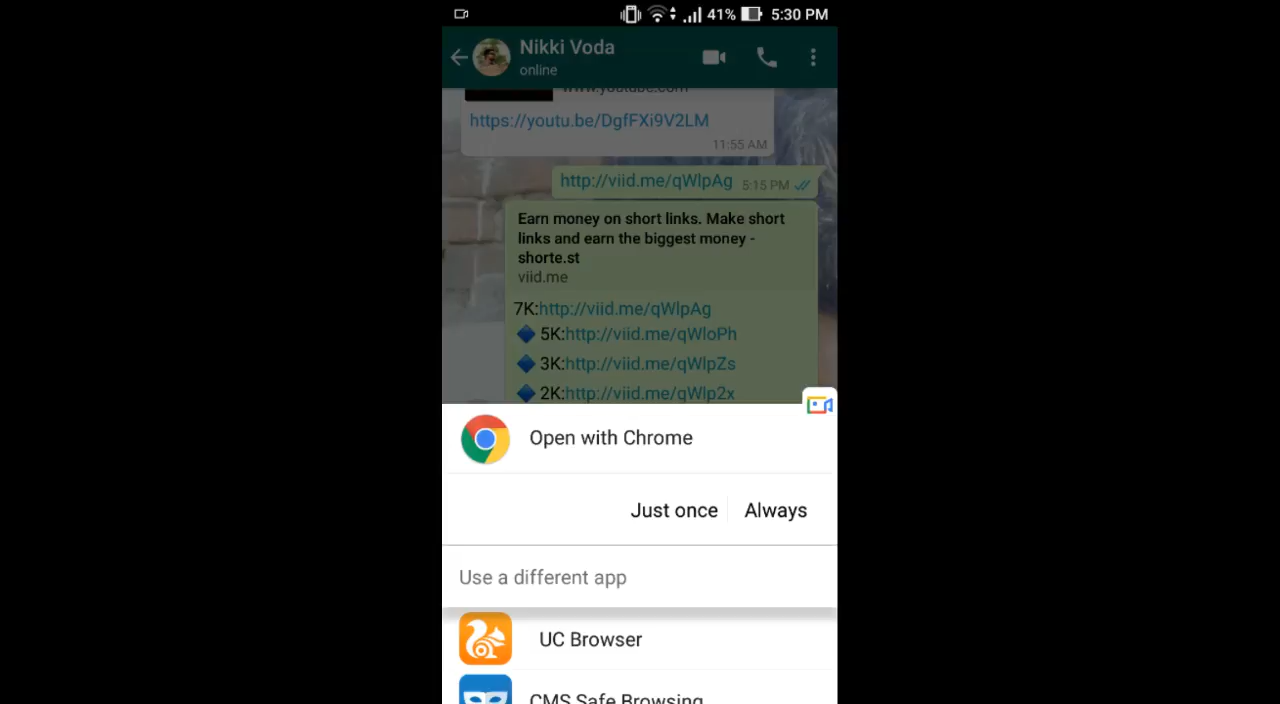 41% 5:30 PM
Nikki Voda
online
www.youtube.com
https://youtu.be/DgfFXi9V2LM
11:55 AM
http://viid.me/qWlpAg 5:15 PM
Earn money on short links. Make short
links and earn the biggest money -
shorte.st
viid.me
7K:http://viid.me/qWlpAg
5K:http://viid.me/qWloPh
3K:http://viid.me/qWlpZs
2K:http://viid.me/qWlp2x
Open with Chrome
Just once Always
Use a different app
UC Browser
CMS Safe Browsing